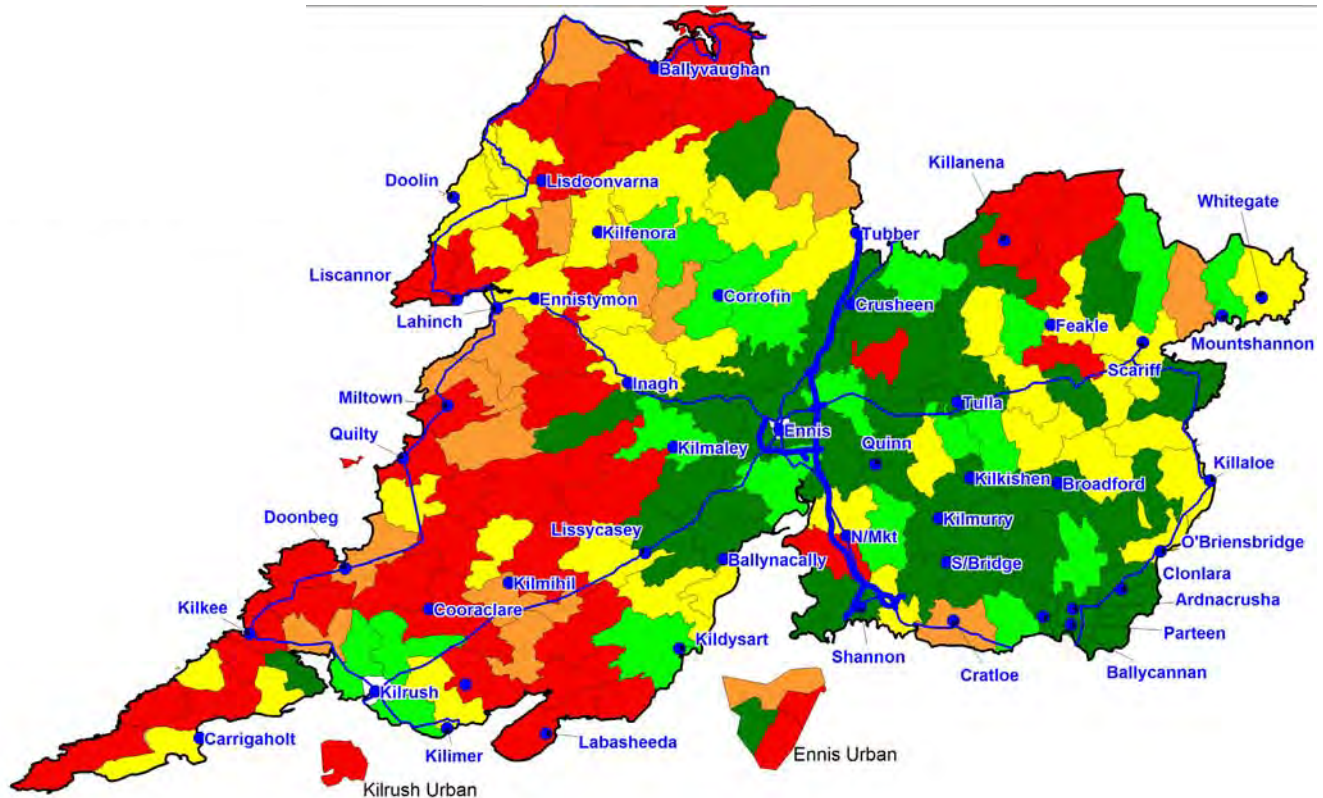 Ballyvaughan
Killanena
Doolin
Lisdoonvarna
Whitegate
Kilfenora
Tubber
Liscannor
Corrofin
Crusheen
Ennistymon
Lahinch
Feakle
Mountshannon
Scariff
Inagh
Miltown
Tulla
Ennis
Quilty
Kilmaley
Quinn
Kilkishen
Broadford
Killaloe
Doonbeg
Lissycasey
Kilmurry
N/Mkt
O'Briensbridge
Ballynacally
S/Bridge
Clonlara
Kilmihil
Kilkee
Cooraclare
Ardnacrusha
Parteen
Kildysart
Shannon
Cratloe
Ballycannan
Kilrush
Carrigaholt
Kilimer
Labasheeda
Ennis Urban
Kilrush Urban